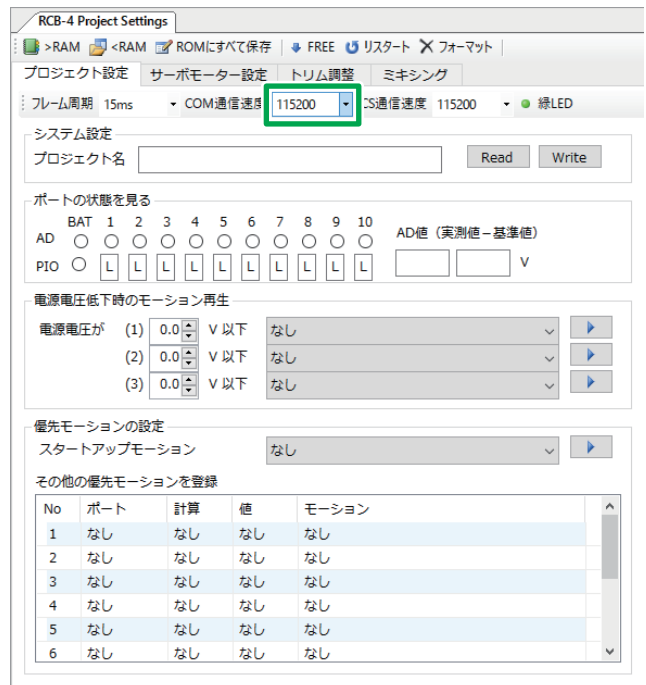 RCB-4 Project Settings
>RAM <RAM ROMにすべて保存 FREE リスタート フォーマット
プロジェクト設定 サーボモーター設定 トリム調整 ミキシング
フレーム周期 15ms COM通信速度 115200 CS通信速度 115200 緑LED
システム設定
プロジェクト名 Read Write
ポートの状態を見る
BAT 1 2 3 4 5 6 7 8 9 10
AD AD値（実測値－基準値）
PIO L L L L L L L L L L V
電源電圧低下時のモーション再生
電源電圧が (1) 0.0 V 以下 なし
(2) 0.0 V 以下 なし
(3) 0.0 V 以下 なし
優先モーションの設定
スタートアップモーション なし
その他の優先モーションを登録
No ポート 計算 値 モーション
1 なし なし なし なし
2 なし なし なし なし
3 なし なし なし なし
4 なし なし なし なし
5 なし なし なし なし
6 なし なし なし なし